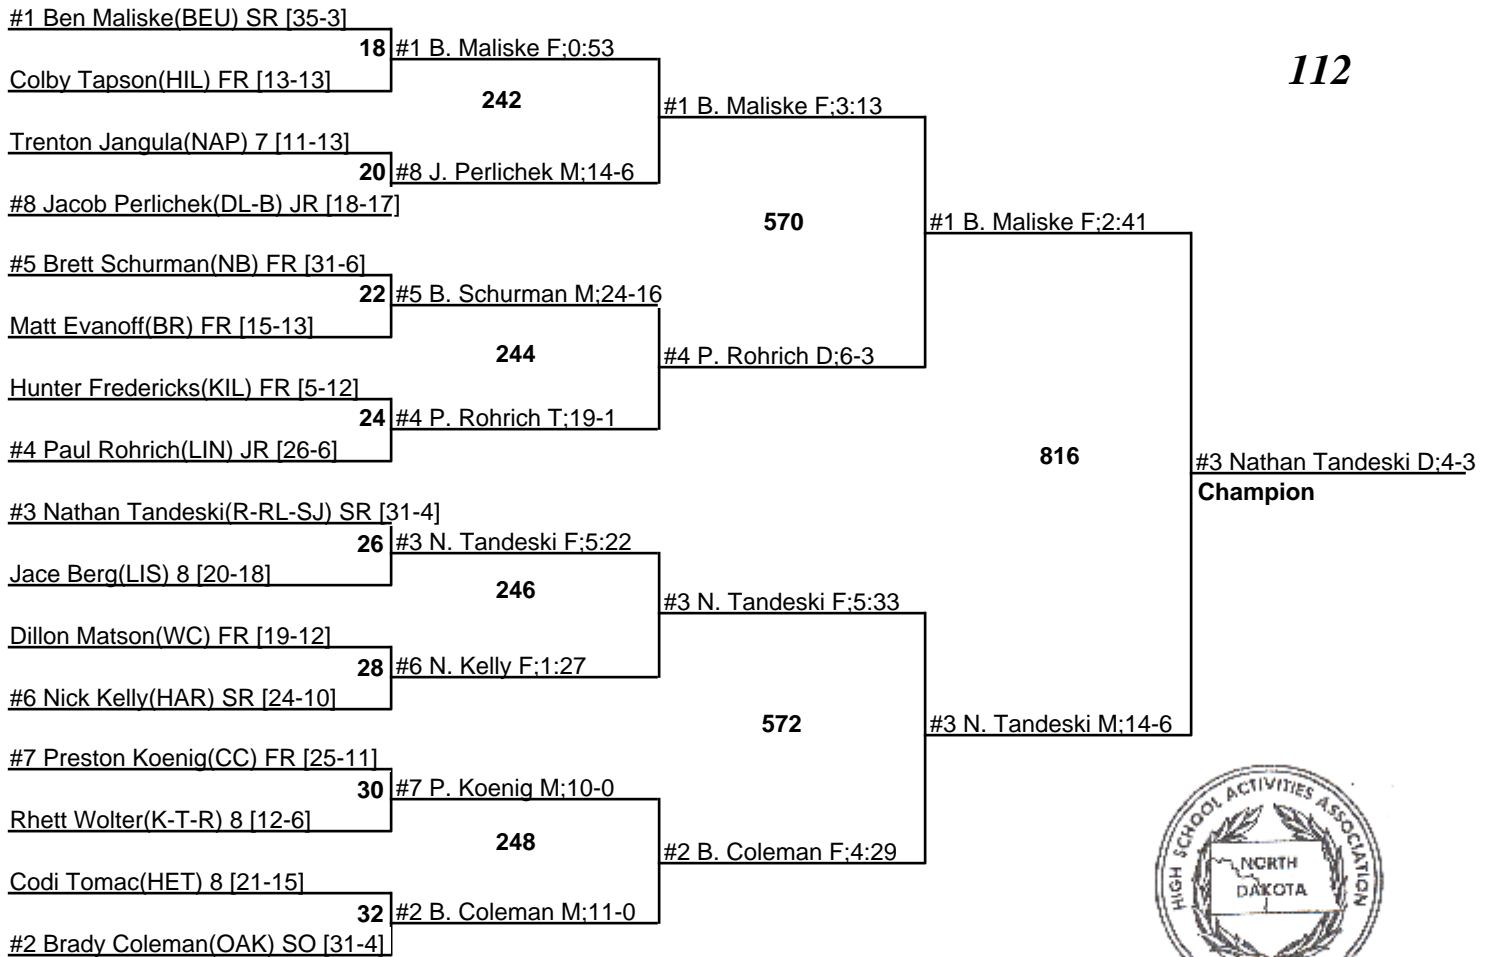 #1 Ben Maliske(BEU) SR [35-3]
18 #1 B. Maliske F;0:53
112
Colby Tapson(HIL) FR [13-13]
242
#1 B. Maliske F;3:13
Trenton Jangula(NAP) 7 [11-13]
20 #8 J. Perlichek M;14-6
#8 Jacob Perlichek(DL-B) JR [18-17]
570
#1 B. Maliske F;2:41
#5 Brett Schurman(NB) FR [31-6]
22 #5 B. Schurman M;24-16
Matt Evanoff(BR) FR [15-13]
244
#4 P. Rohrich D;6-3
Hunter Fredericks(KIL) FR [5-12]
24 #4 P. Rohrich T;19-1
#4 Paul Rohrich(LIN) JR [26-6]
816
#3 Nathan Tandeski D;4-3
Champion
#3 Nathan Tandeski(R-RL-SJ) SR [31-4]
26 #3 N. Tandeski F;5:22
Jace Berg(LIS) 8 [20-18]
246
#3 N. Tandeski F;5:33
Dillon Matson(WC) FR [19-12]
28 #6 N. Kelly F;1:27
#6 Nick Kelly(HAR) SR [24-10]
572
#3 N. Tandeski M;14-6
#7 Preston Koenig(CC) FR [25-11]
30 #7 P. Koenig M;10-0
Rhett Wolter(K-T-R) 8 [12-6]
248
#2 B. Coleman F;4:29
Codi Tomac(HET) 8 [21-15]
32 #2 B. Coleman M;11-0
#2 Brady Coleman(OAK) SO [31-4]
HIGH SCHOOL ACTIVITIES ASSOCIATION
NORTH
DAKOTA